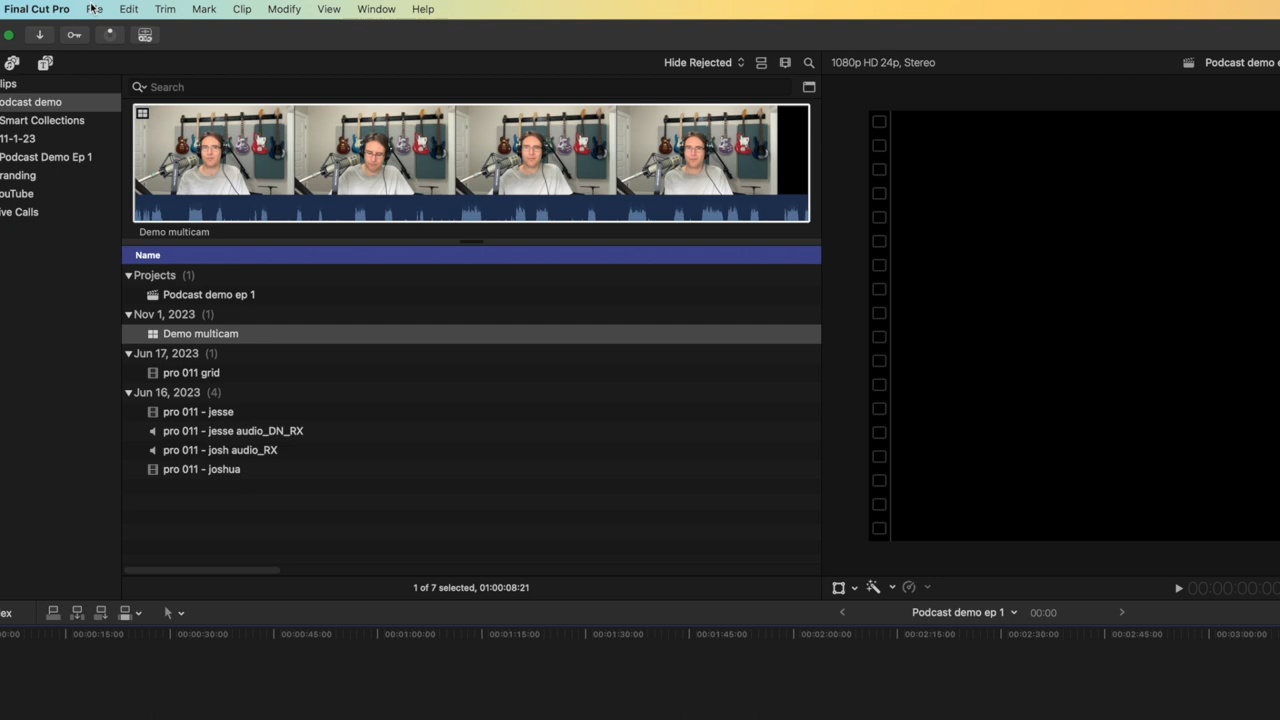 Final Cut Pro File Edit Trim Mark Clip Modify View Window Help
Hide Rejected
1080p HD 24p, Stereo
Podcast demo e
lips
odcast demo
Smart Collections
11-1-23
Podcast Demo Ep 1
randing
ouTube
ive Calls
Search
Demo multicam
Name
Projects (1)
Podcast demo ep 1
Nov 1, 2023 (1)
Demo multicam
Jun 17, 2023 (1)
pro 011 grid
Jun 16, 2023 (4)
pro 011 - jesse
pro 011 - jesse audio_DN_RX
pro 011 - josh audio_RX
pro 011 - joshua
1 of 7 selected, 01:00:08:21
00:00:00:0
ex
Podcast demo ep 1 00:00
00:00 00:00:15:00 00:00:30:00 00:00:45:00 00:01:00:00 00:01:15:00 00:01:30:00 00:01:45:00 00:02:00:00 00:02:15:00 00:02:30:00 00:02:45:00 00:03:00:00